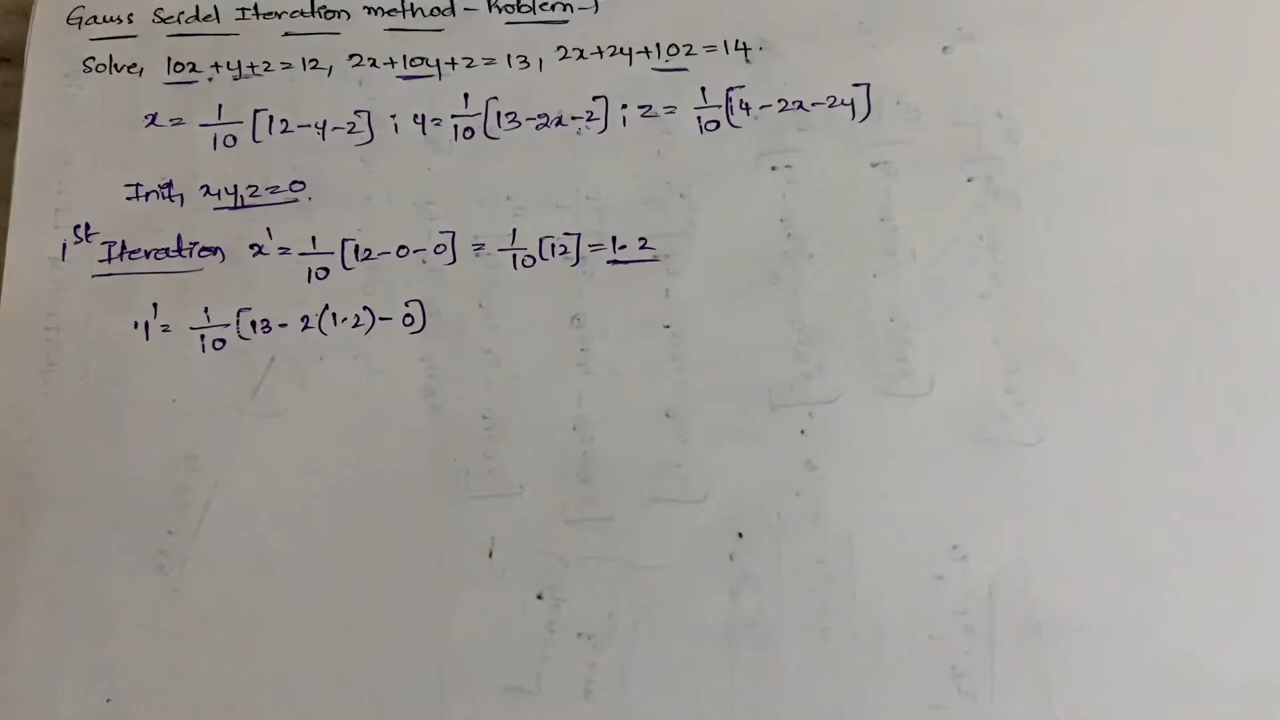 Gauss Seidel Iteration method - Problem-1
Solve, 10x+y+z=12, 2x+10y+z=13, 2x+2y+10z=14.
x = 1/10 [12-y-z] ; y = 1/10 [13-2x-z] ; z = 1/10 [14-2x-2y]
Init, x,y,z=0.
1st Iteration x¹ = 1/10 [12-0-0] = 1/10 [12] = 1.2
y¹ = 1/10 [13-2(1.2)-0]